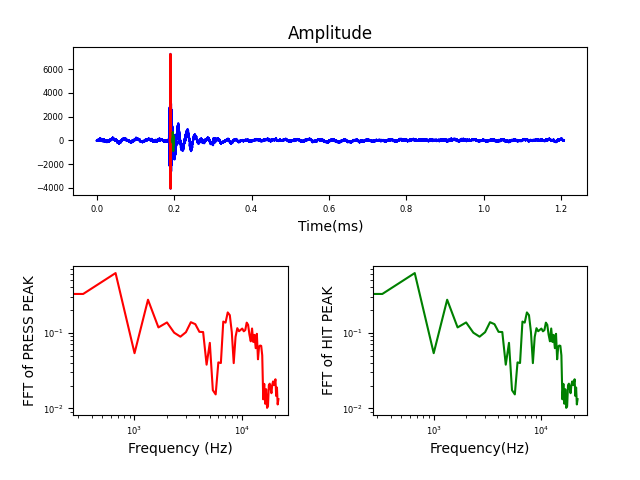 Amplitude
6000
4000
2000
0
−2000
−4000
0.0 0.2 0.4 0.6 0.8 1.0 1.2
Time(ms)
FFT of PRESS PEAK
10⁻¹
10⁻²
10³ 10⁴
Frequency (Hz)
FFT of HIT PEAK
10⁻¹
10⁻²
10³ 10⁴
Frequency(Hz)